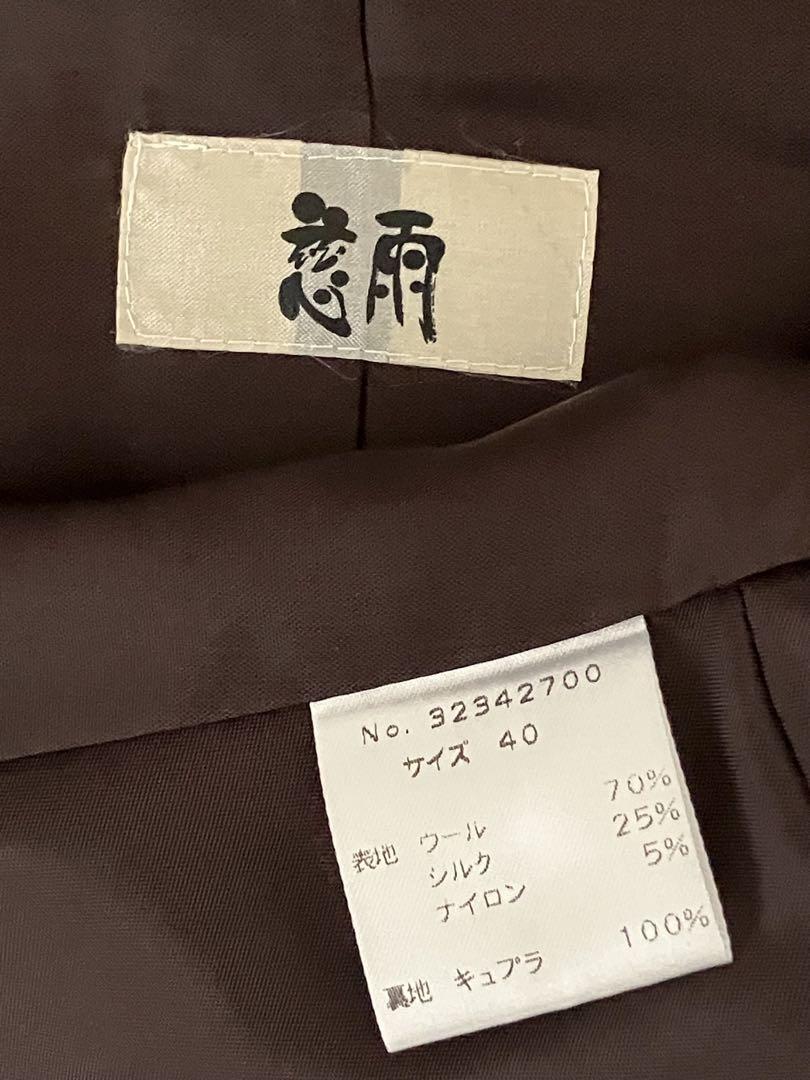 慈雨
No. 32342700
サイズ 40
表地 ウール 70%
シルク 25%
ナイロン 5%
裏地 キュプラ 100%